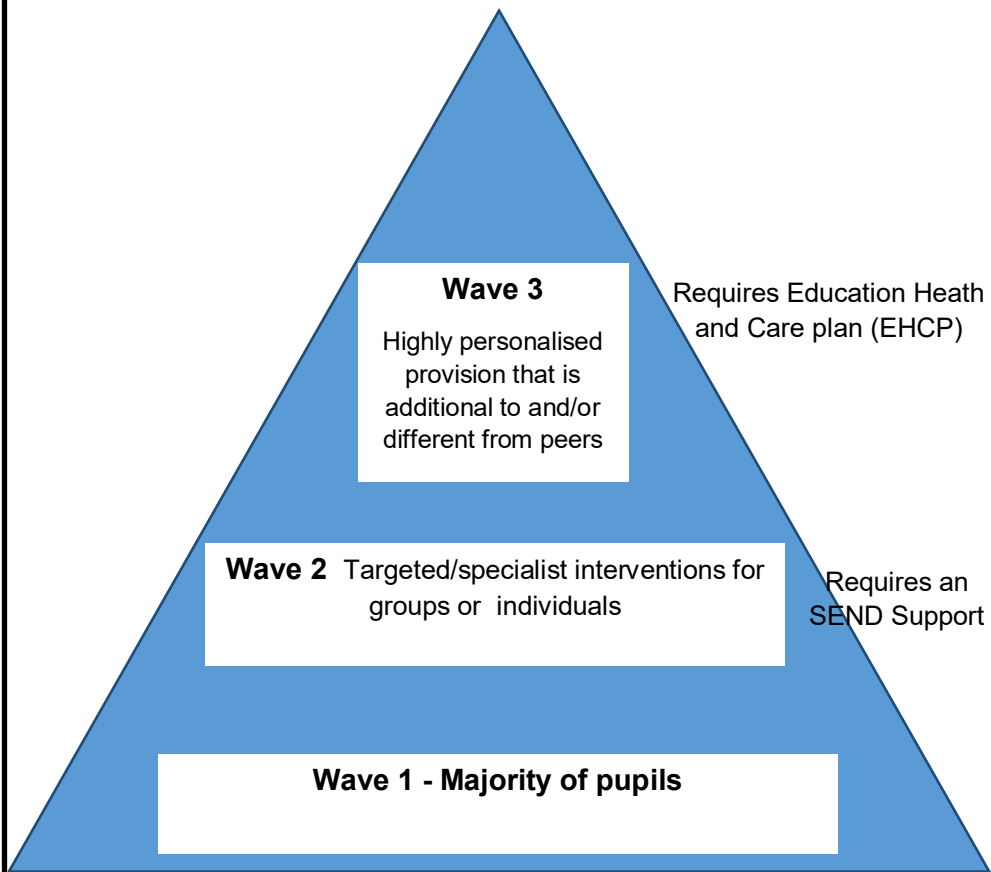 Wave 3
Highly personalised
provision that is
additional to and/or
different from peers
Requires Education Heath
and Care plan (EHCP)
Wave 2 Targeted/specialist interventions for
groups or individuals
Requires an
SEND Support
Wave 1 - Majority of pupils